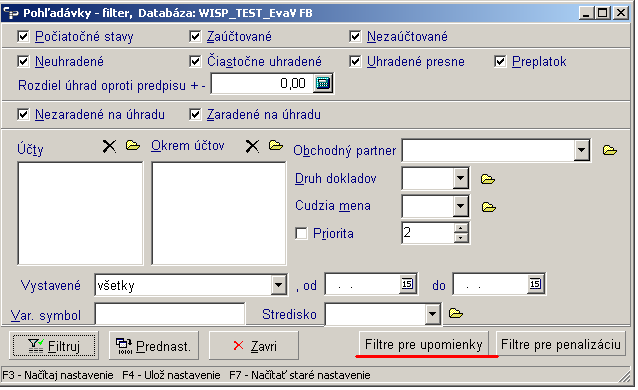 Pohľadávky - filter, Databáza: WISP_TEST_EvaV FB
Počiatočné stavy Zaúčtované Nezaúčtované
Neuhradené Čiastočne uhradené Uhradené presne Preplatok
Rozdiel úhrad oproti predpisu + - 0,00
Nezaradené na úhradu Zaradené na úhradu
Účty Okrem účtov Obchodný partner
Druh dokladov
Cudzia mena
Priorita 2
Vystavené všetky , od . . 15 do . . 15
Var. symbol Stredisko
Filtruj Prednast. Zavri Filtre pre upomienky Filtre pre penalizáciu
F3 - Načítaj nastavenie F4 - Ulož nastavenie F7 - Načítať staré nastavenie